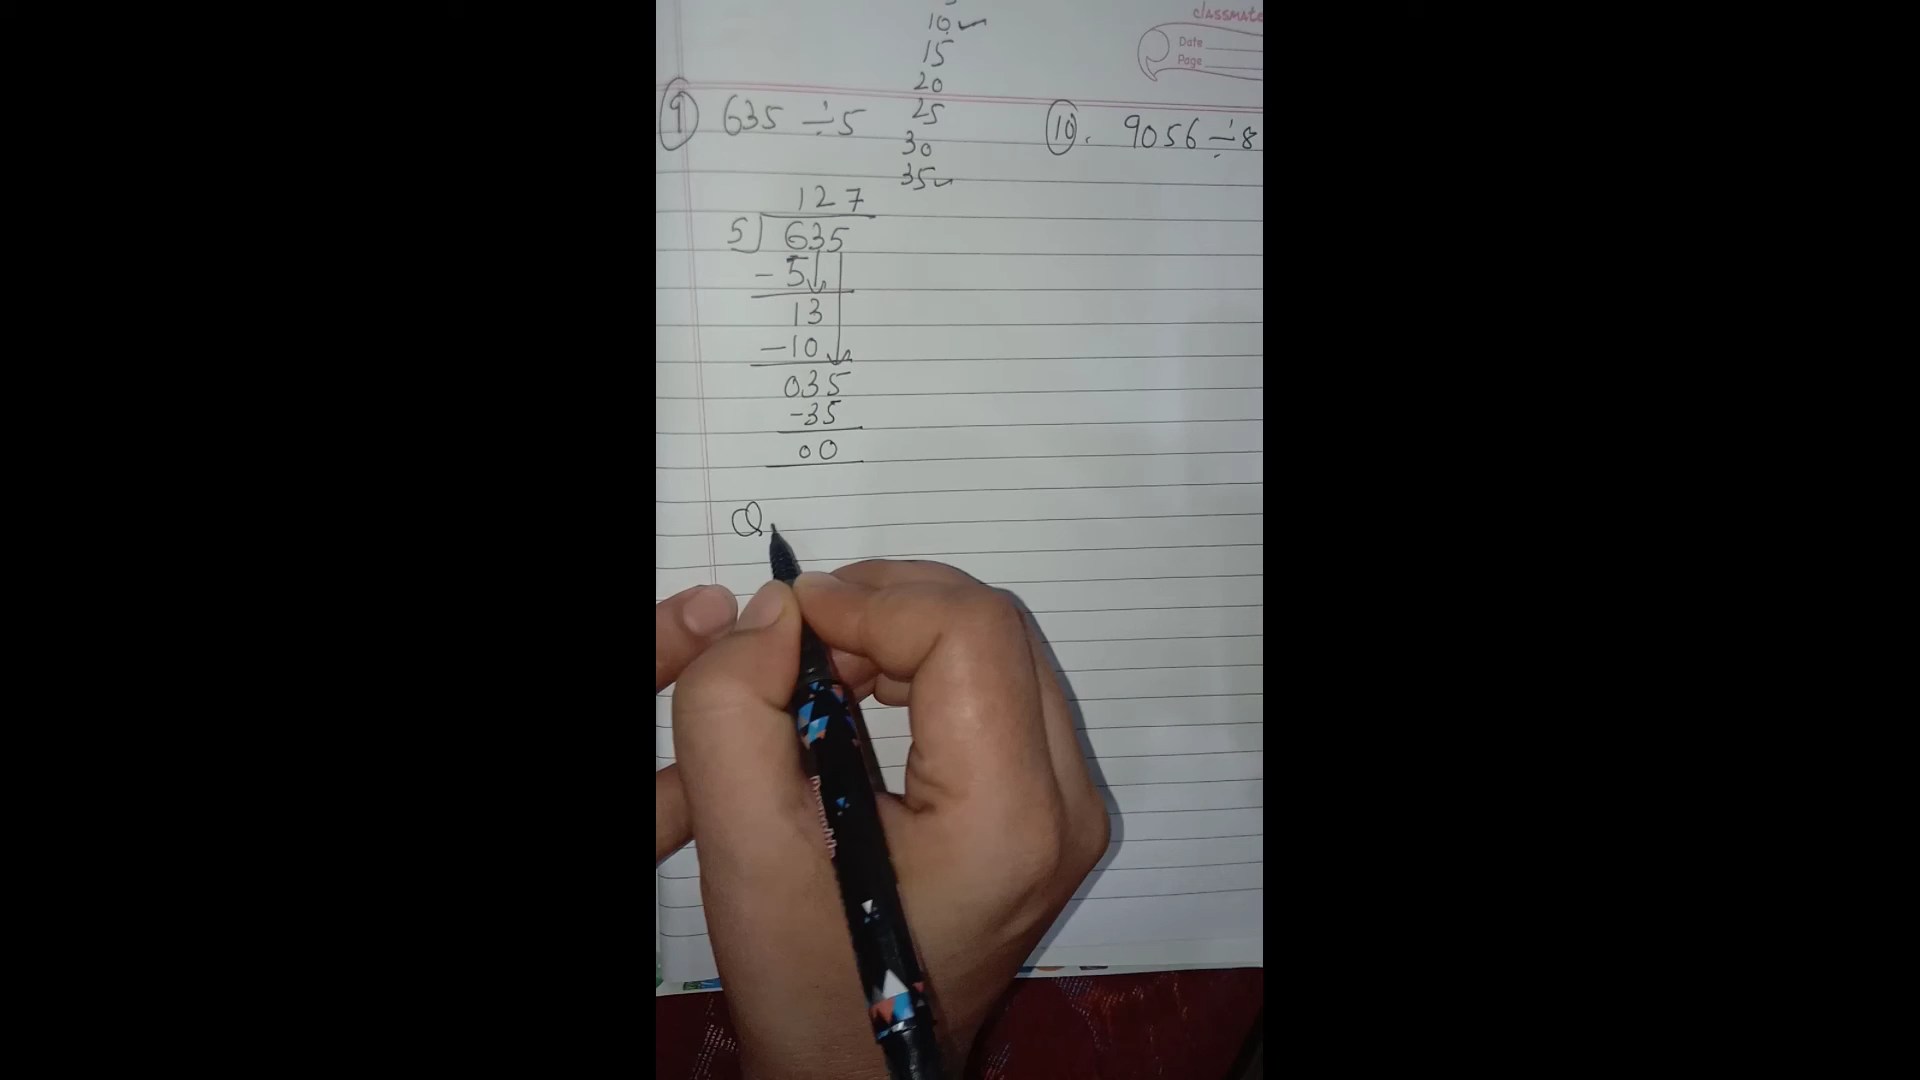 classmate
Date
Page
10 ✓
15
20
25
30
35 ✓
9 635 ÷ 5
127
5) 635
- 5
13
- 10
035
- 35
00
Q
10. 9056 ÷ 8